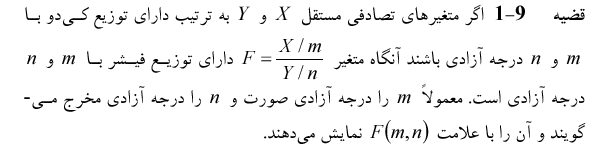 قضیه 9-1 اگر متغیرهای تصادفی مستقل X و Y به ترتیب دارای توزیع کی‌دو با
m و n درجه آزادی باشند آنگاه متغیر F = (X / m) / (Y / n) دارای توزیع فیشر با m و n
درجه آزادی است. معمولاً m را درجه آزادی صورت و n را درجه آزادی مخرج می-
گویند و آن را با علامت F(m,n) نمایش می‌دهند.